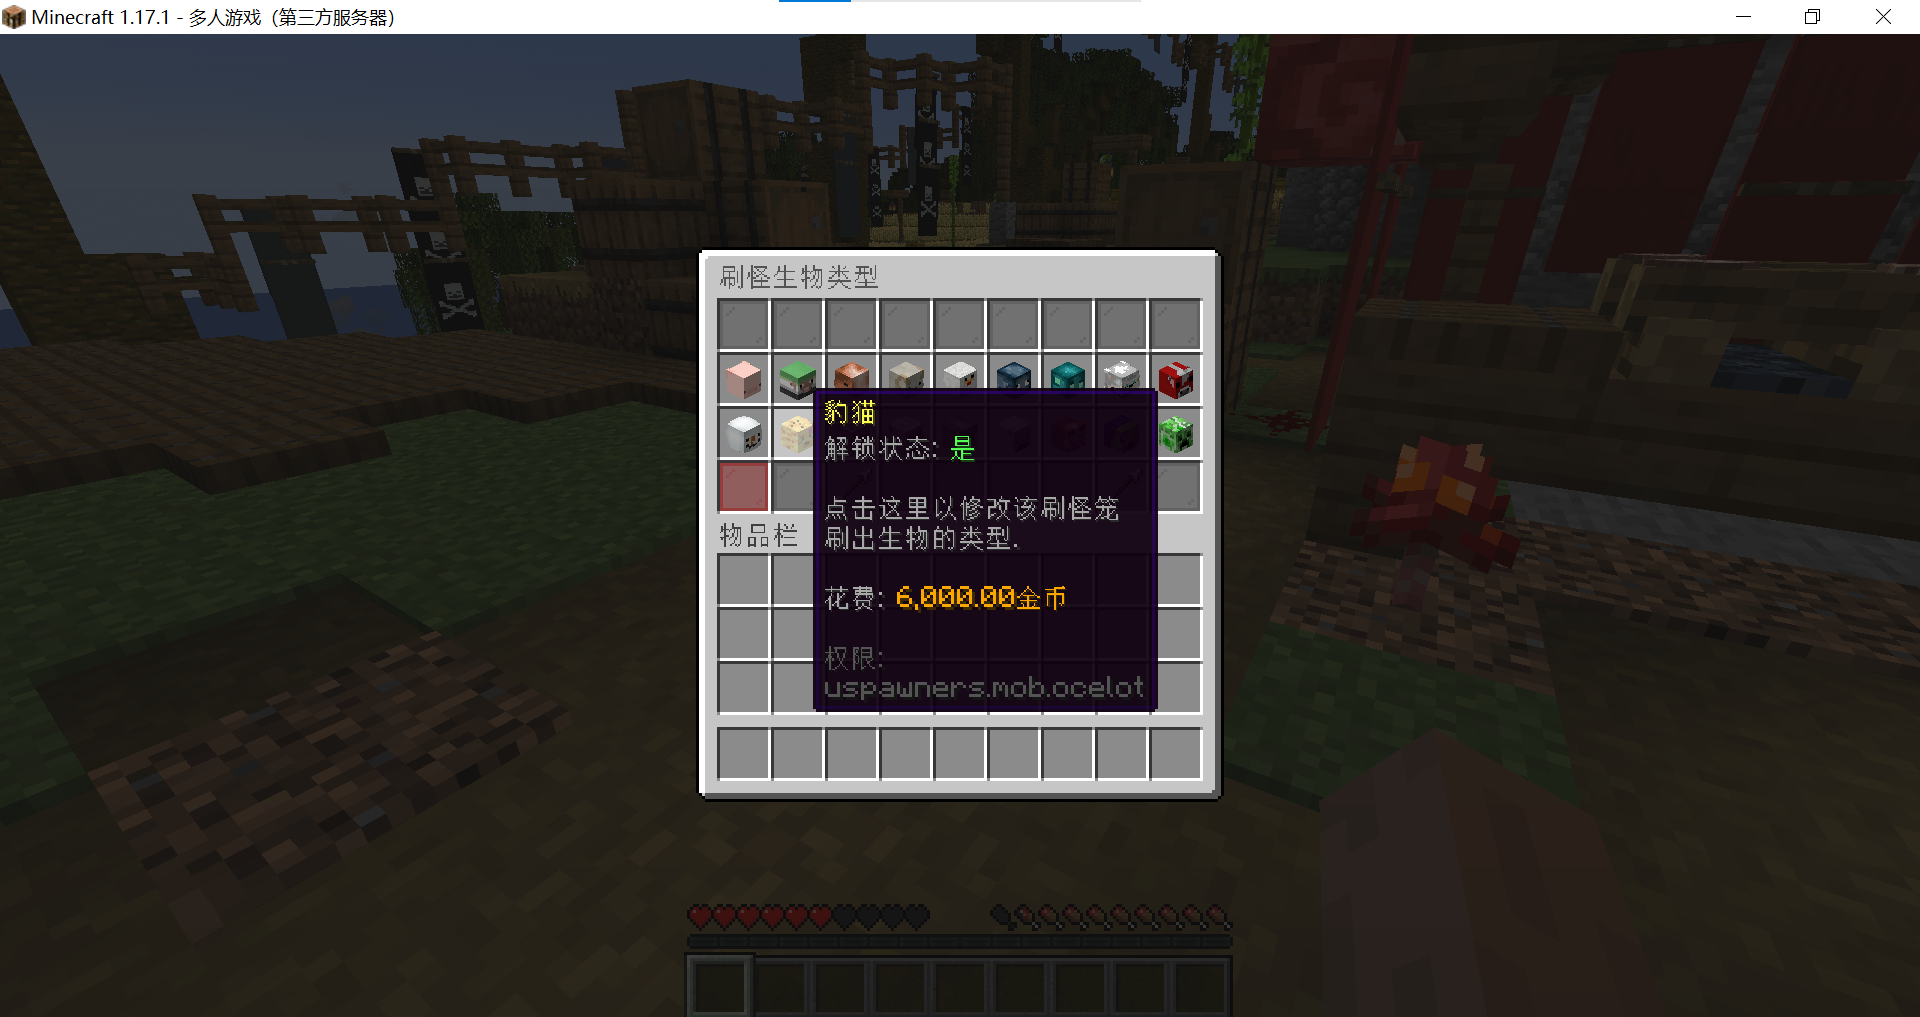 Minecraft 1.17.1 - 多人游戏（第三方服务器）
刷怪生物类型
豹猫
解锁状态: 是
点击这里以修改该刷怪笼
刷出生物的类型.
物品栏
花费: 6,000.00金币
权限:
uspawners.mob.ocelot